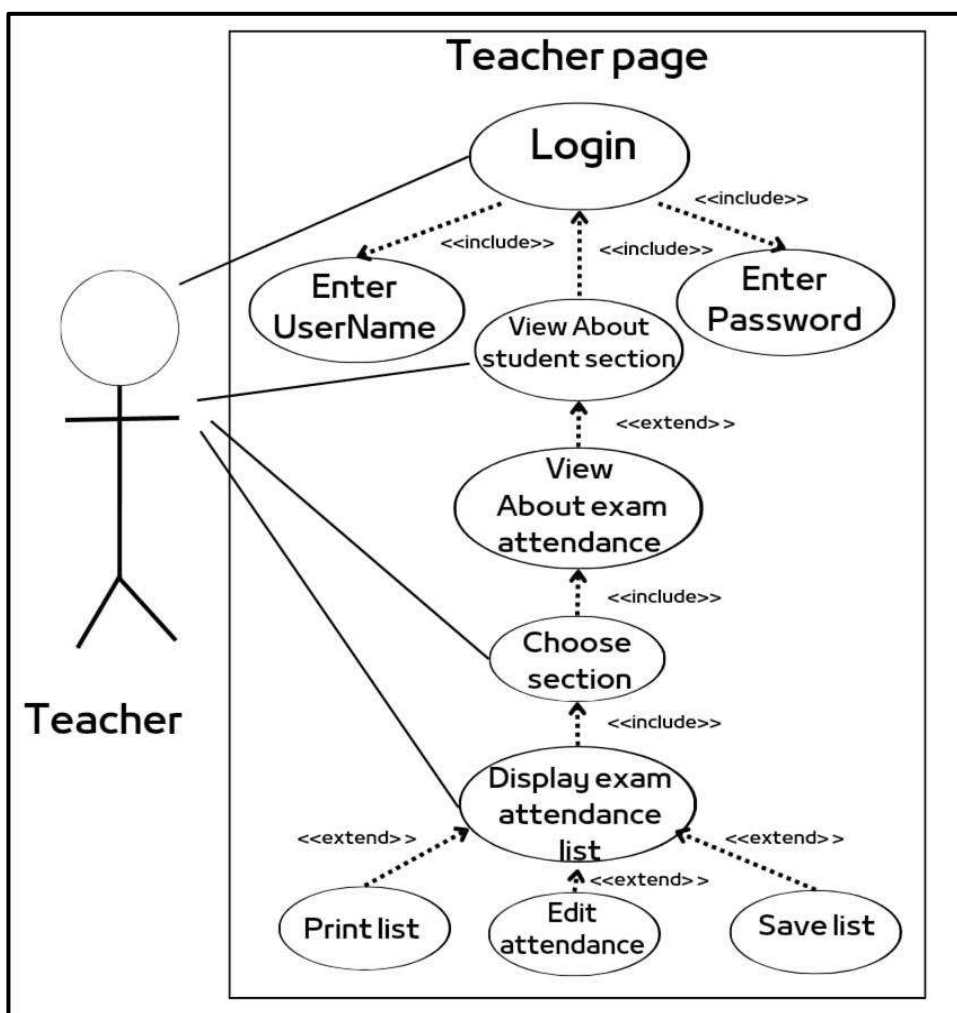 Teacher page
Login
<<include>>
<<include>>
<<include>>
Enter
UserName
Enter
Password
View About
student section
<<extend> >
View
About exam
attendance
<<include>>
Choose
section
Teacher
<<include>>
Display exam
attendance
list
<<extend> >
<<extend> >
<<extend> >
Print list
Edit
attendance
Save list